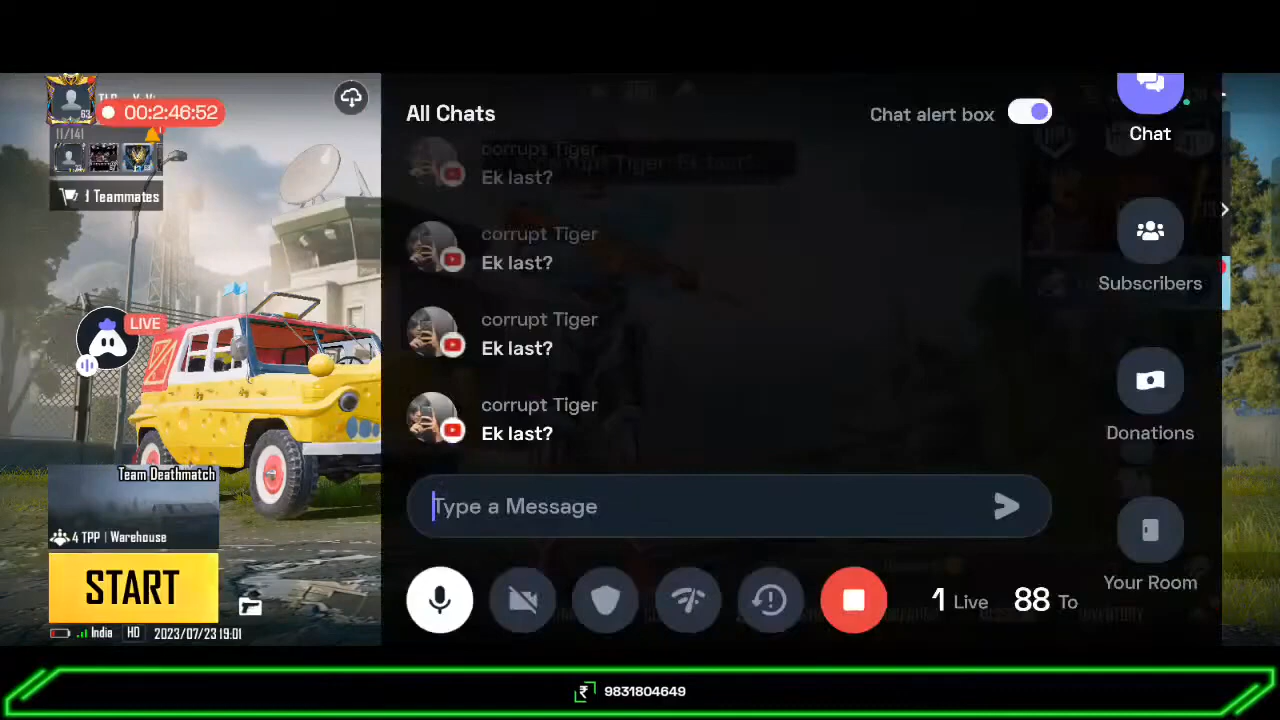 00:2:46:52
11/141
Teammates
LIVE
Team Deathmatch
4 TPP | Warehouse
START
India HD 2023/07/23 19:01
All Chats
Chat alert box
corrupt Tiger
Ek last?
corrupt Tiger
Ek last?
corrupt Tiger
Ek last?
corrupt Tiger
Ek last?
Type a Message
1 Live 88 To
Chat
Subscribers
Donations
Your Room
₹ 9831804649